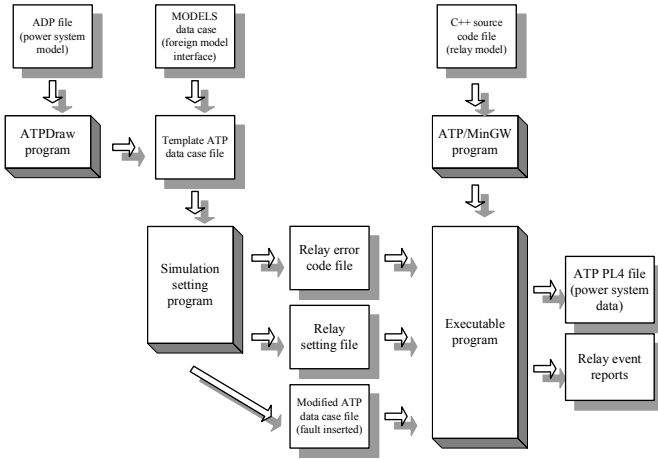 ADP file
(power system
model)
MODELS
data case
(foreign model
interface)
C++ source
code file
(relay model)
ATPDraw
program
Template ATP
data case file
ATP/MinGW
program
Simulation
setting
program
Relay error
code file
Relay
setting file
Modified ATP
data case file
(fault inserted)
Executable
program
ATP PL4 file
(power system
data)
Relay event
reports